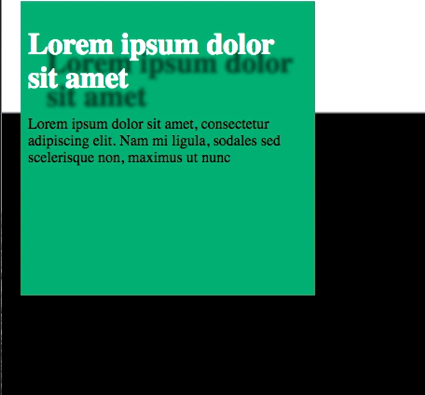 Lorem ipsum dolor
sit amet
Lorem ipsum dolor sit amet, consectetur
adipiscing elit. Nam mi ligula, sodales sed
scelerisque non, maximus ut nunc